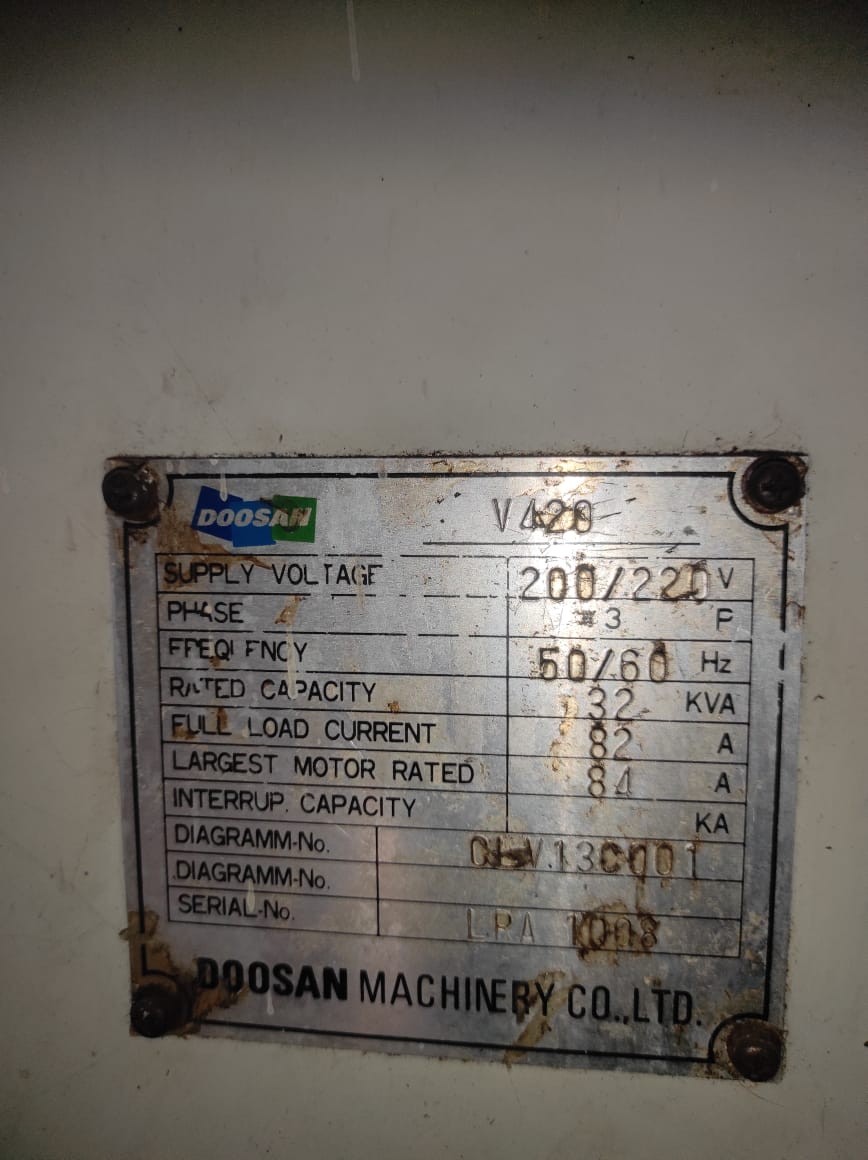 DOOSAN V420
SUPPLY VOLTAGE 200/220 V
PHASE 3 P
FREQUENCY 50/60 Hz
RATED CAPACITY 32 KVA
FULL LOAD CURRENT 82 A
LARGEST MOTOR RATED 84 A
INTERRUP. CAPACITY KA
DIAGRAMM-No.
DIAGRAMM-No.
SERIAL-No.
DOOSAN MACHINERY CO.,LTD.